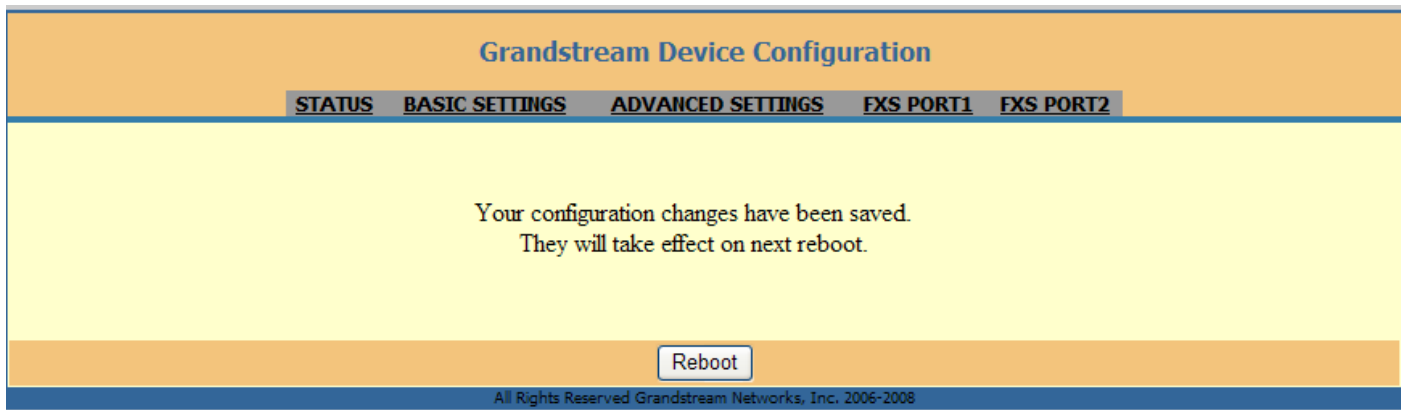 Grandstream Device Configuration
STATUS BASIC SETTINGS ADVANCED SETTINGS FXS PORT1 FXS PORT2
Your configuration changes have been saved.
They will take effect on next reboot.
Reboot
All Rights Reserved Grandstream Networks, Inc. 2006-2008